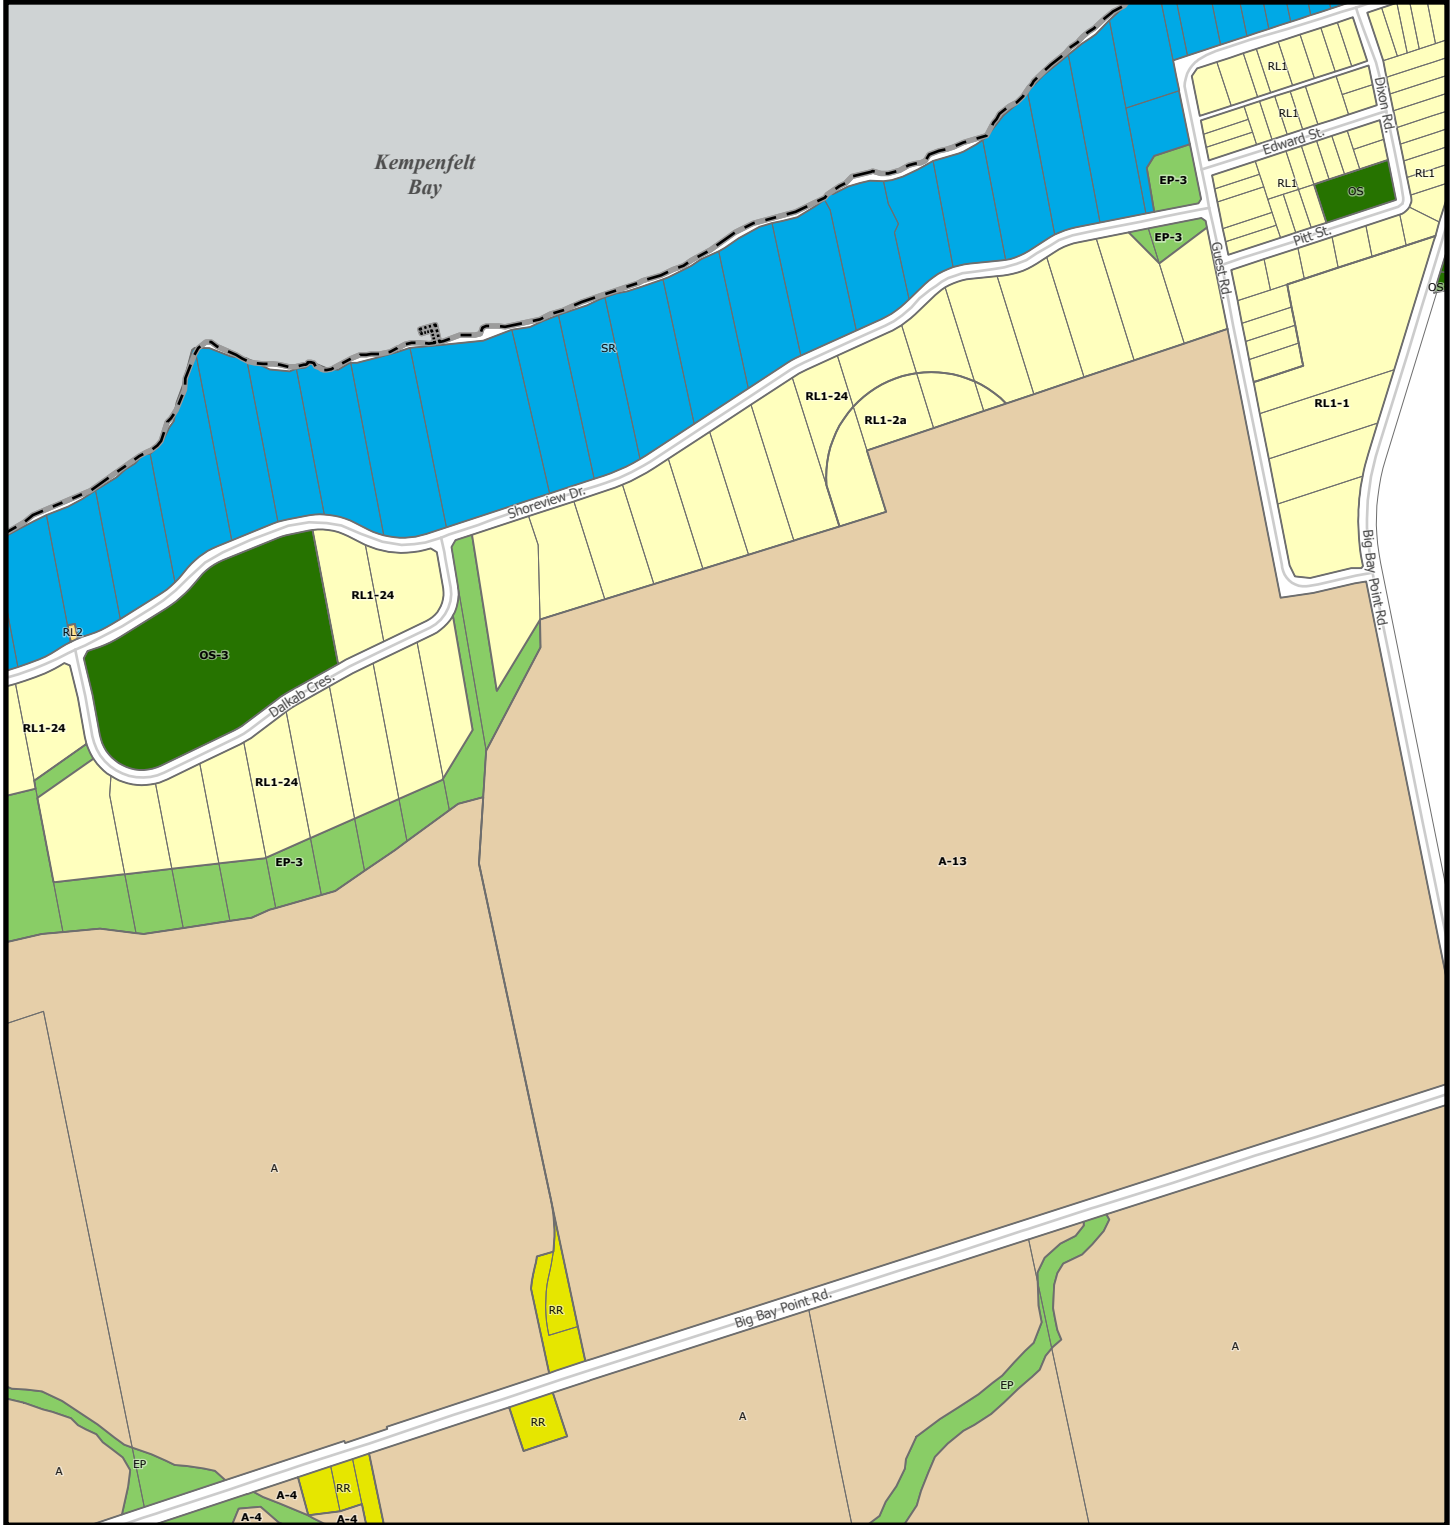 Kempenfelt
Bay
RL1
Dixon Rd.
RL1
Edward St.
RL1
EP-3
RL1
OS
EP-3
Pitt St.
Guest Rd.
OS
SR
RL1-24
RL1-1
RL1-2a
Shoreview Dr.
Big Bay Point Rd.
RL1-24
RL2
OS-3
Dalkab Cres.
RL1-24
RL1-24
EP-3
A-13
A
RR
Big Bay Point Rd.
A
EP
A
RR
EP
A
RR
A-4
A-4
A-4